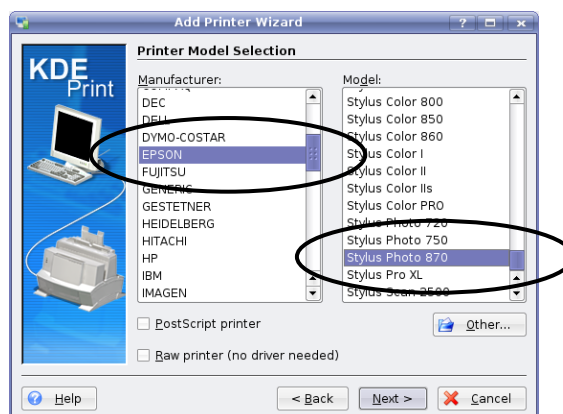 Add Printer Wizard
KDE
Print
Printer Model Selection
Manufacturer:
DEC
DELL
DYMO-COSTAR
EPSON
FUJITSU
GENERIC
GESTETNER
HEIDELBERG
HITACHI
HP
IBM
IMAGEN
Model:
Stylus Color 800
Stylus Color 850
Stylus Color 860
Stylus Color I
Stylus Color II
Stylus Color IIs
Stylus Color PRO
Stylus Photo 720
Stylus Photo 750
Stylus Photo 870
Stylus Pro XL
Stylus Scan 2500
PostScript printer
Other...
Raw printer (no driver needed)
Help
< Back
Next >
Cancel